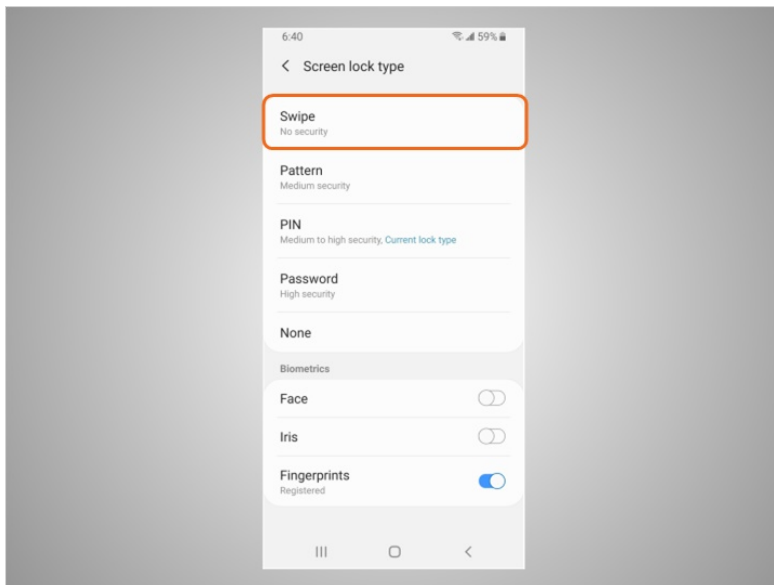 6:40 59%
Screen lock type
Swipe
No security
Pattern
Medium security
PIN
Medium to high security, Current lock type
Password
High security
None
Biometrics
Face
Iris
Fingerprints
Registered